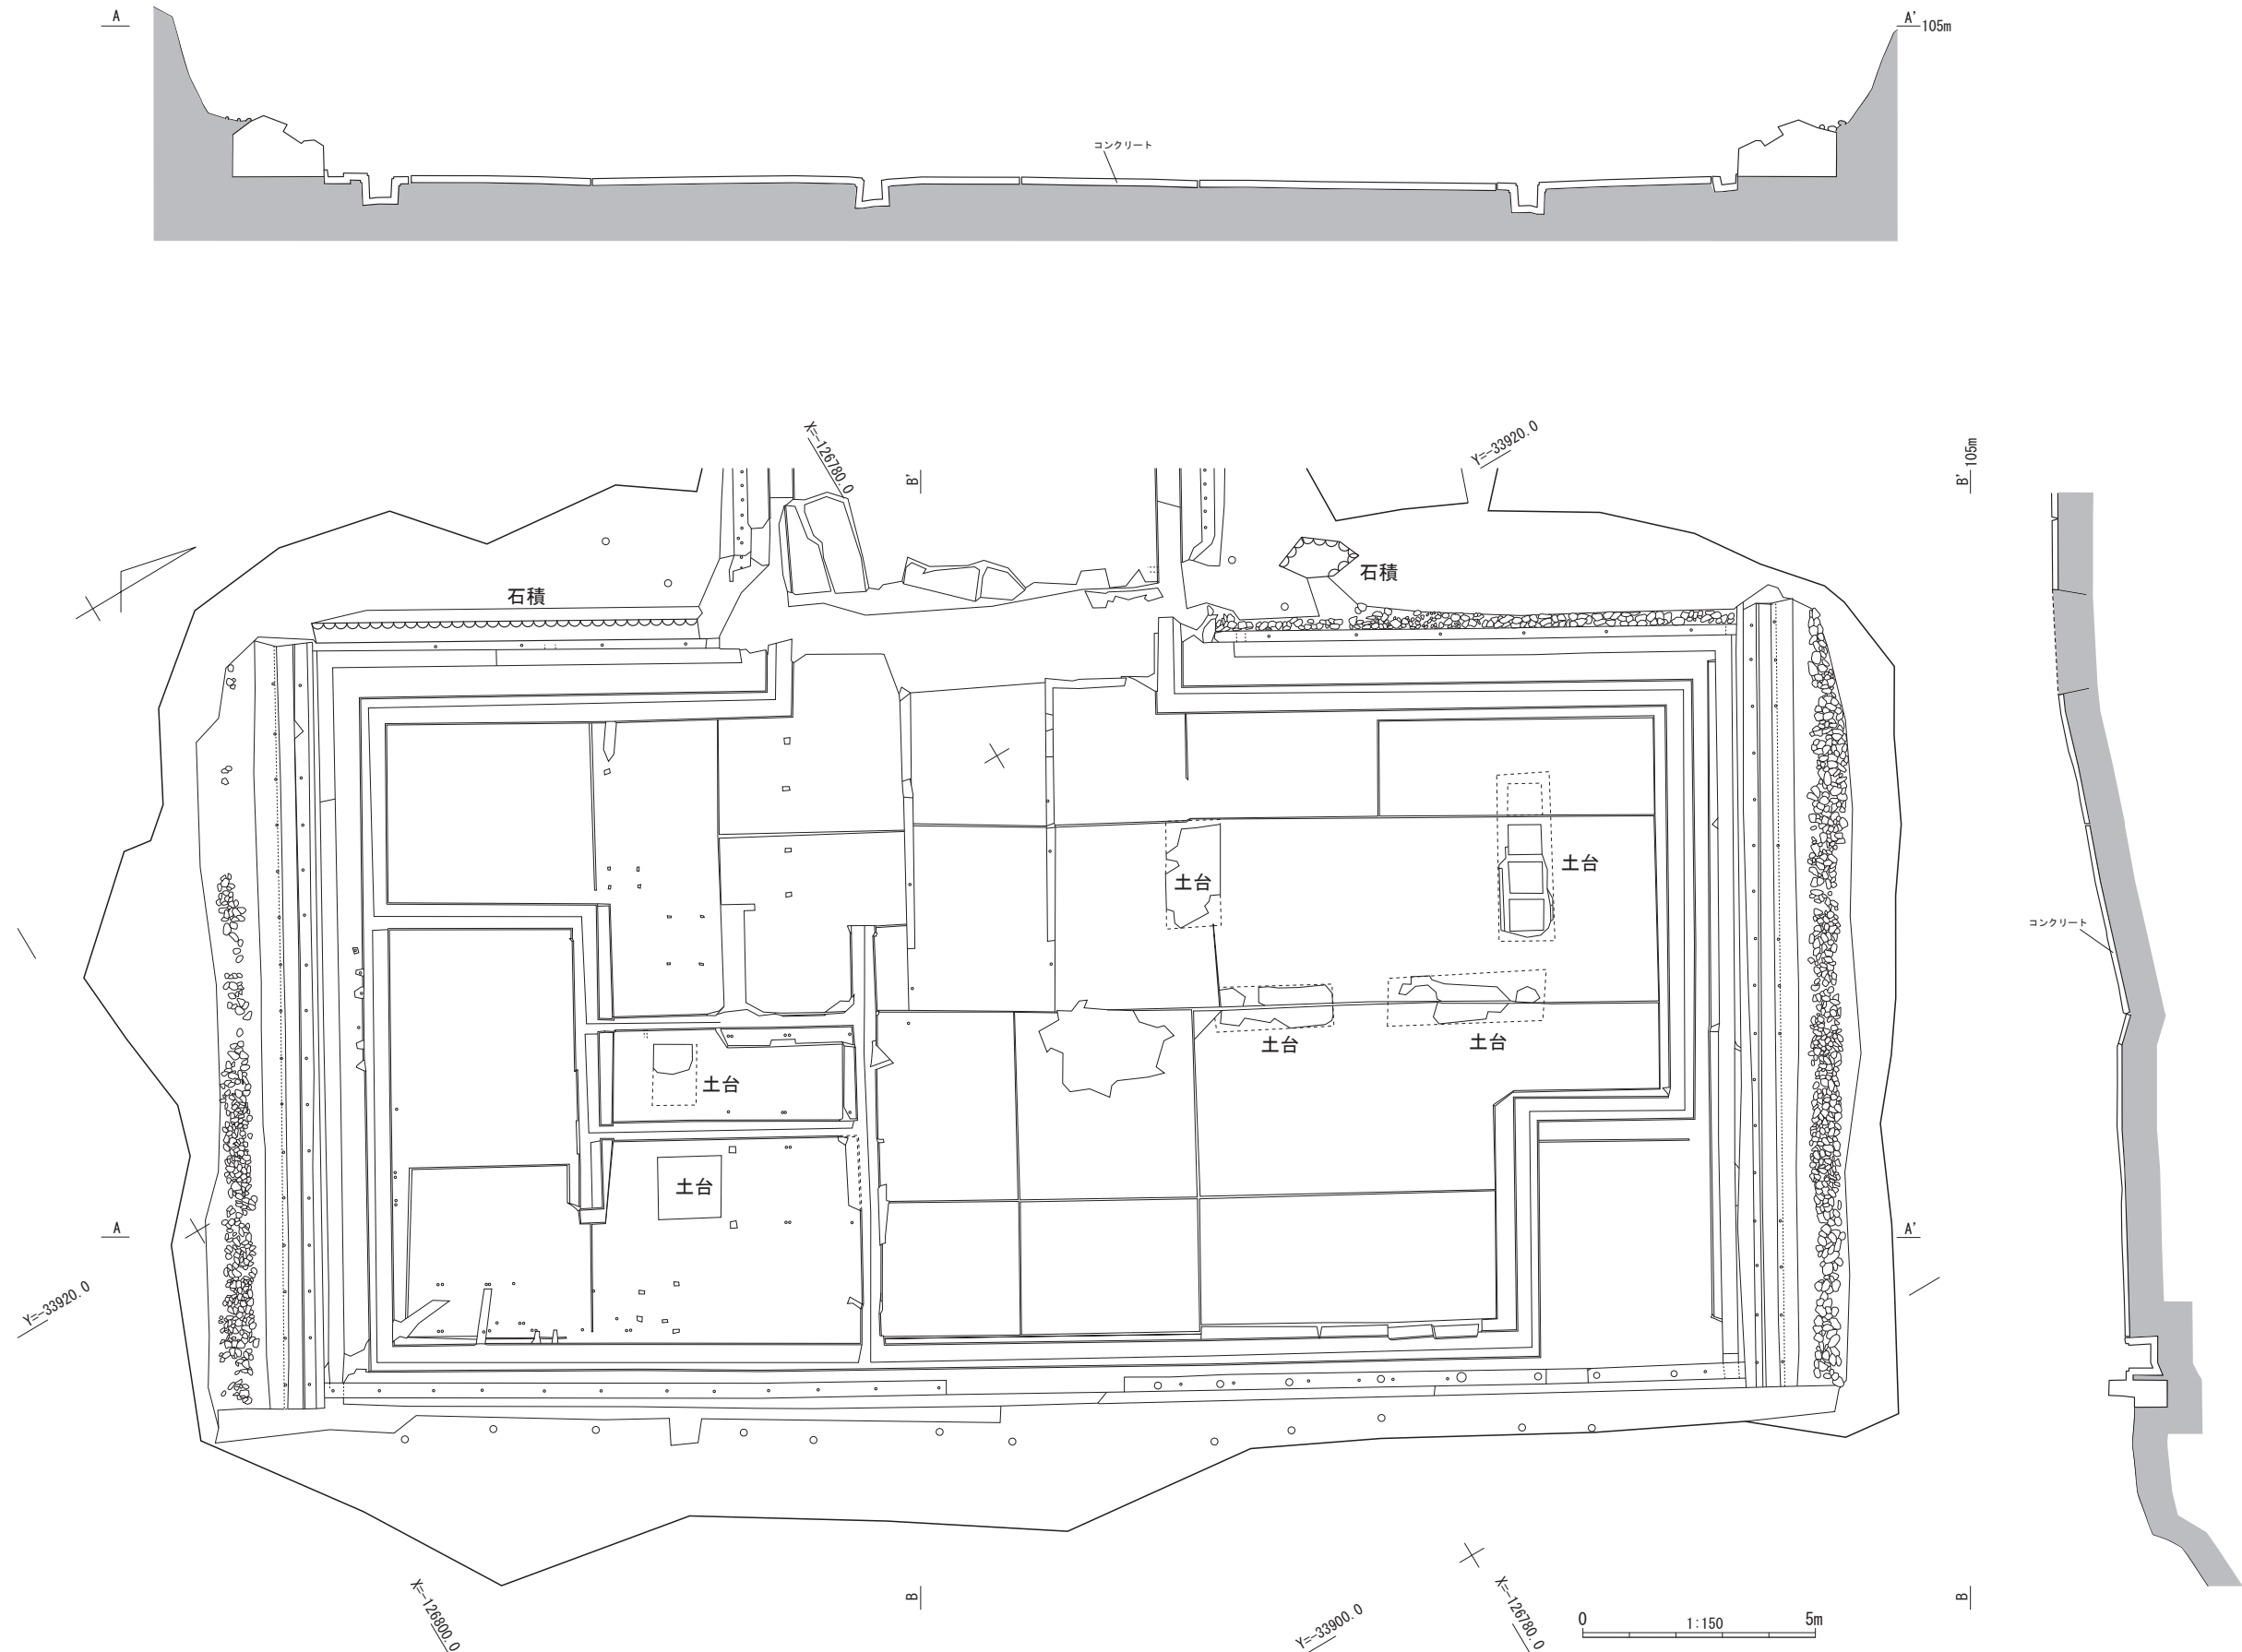 A
A'
105m
コンクリート
X=-126780.0
B'
Y=-33920.0
B'
105m
石積
石積
土台
土台
コンクリート
土台
土台
土台
土台
A
A'
Y=-33920.0
X=-126800.0
B
Y=-33900.0
X=-126780.0
B
0
1:150
5m